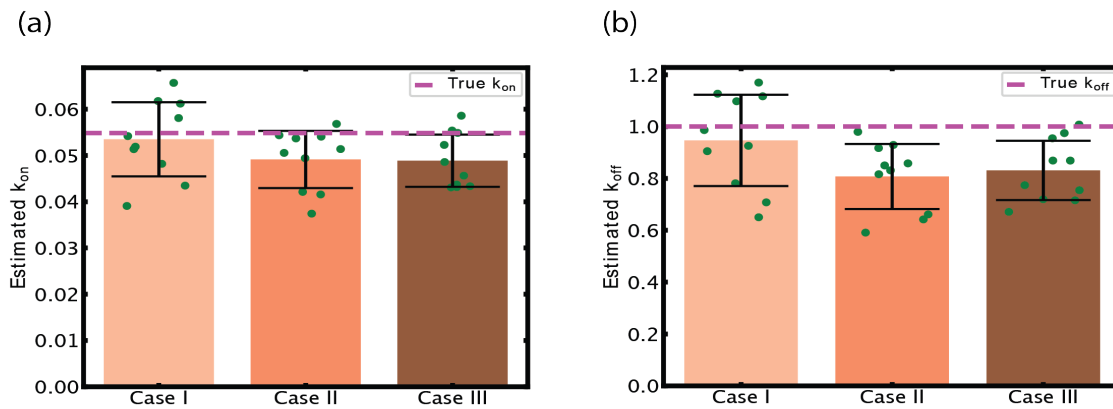 (a)
Estimated k_on
0.06
0.05
0.04
0.03
0.02
0.01
0.00
True k_on
Case I
Case II
Case III
(b)
Estimated k_off
1.2
1.0
0.8
0.6
0.4
0.2
0.0
True k_off
Case I
Case II
Case III